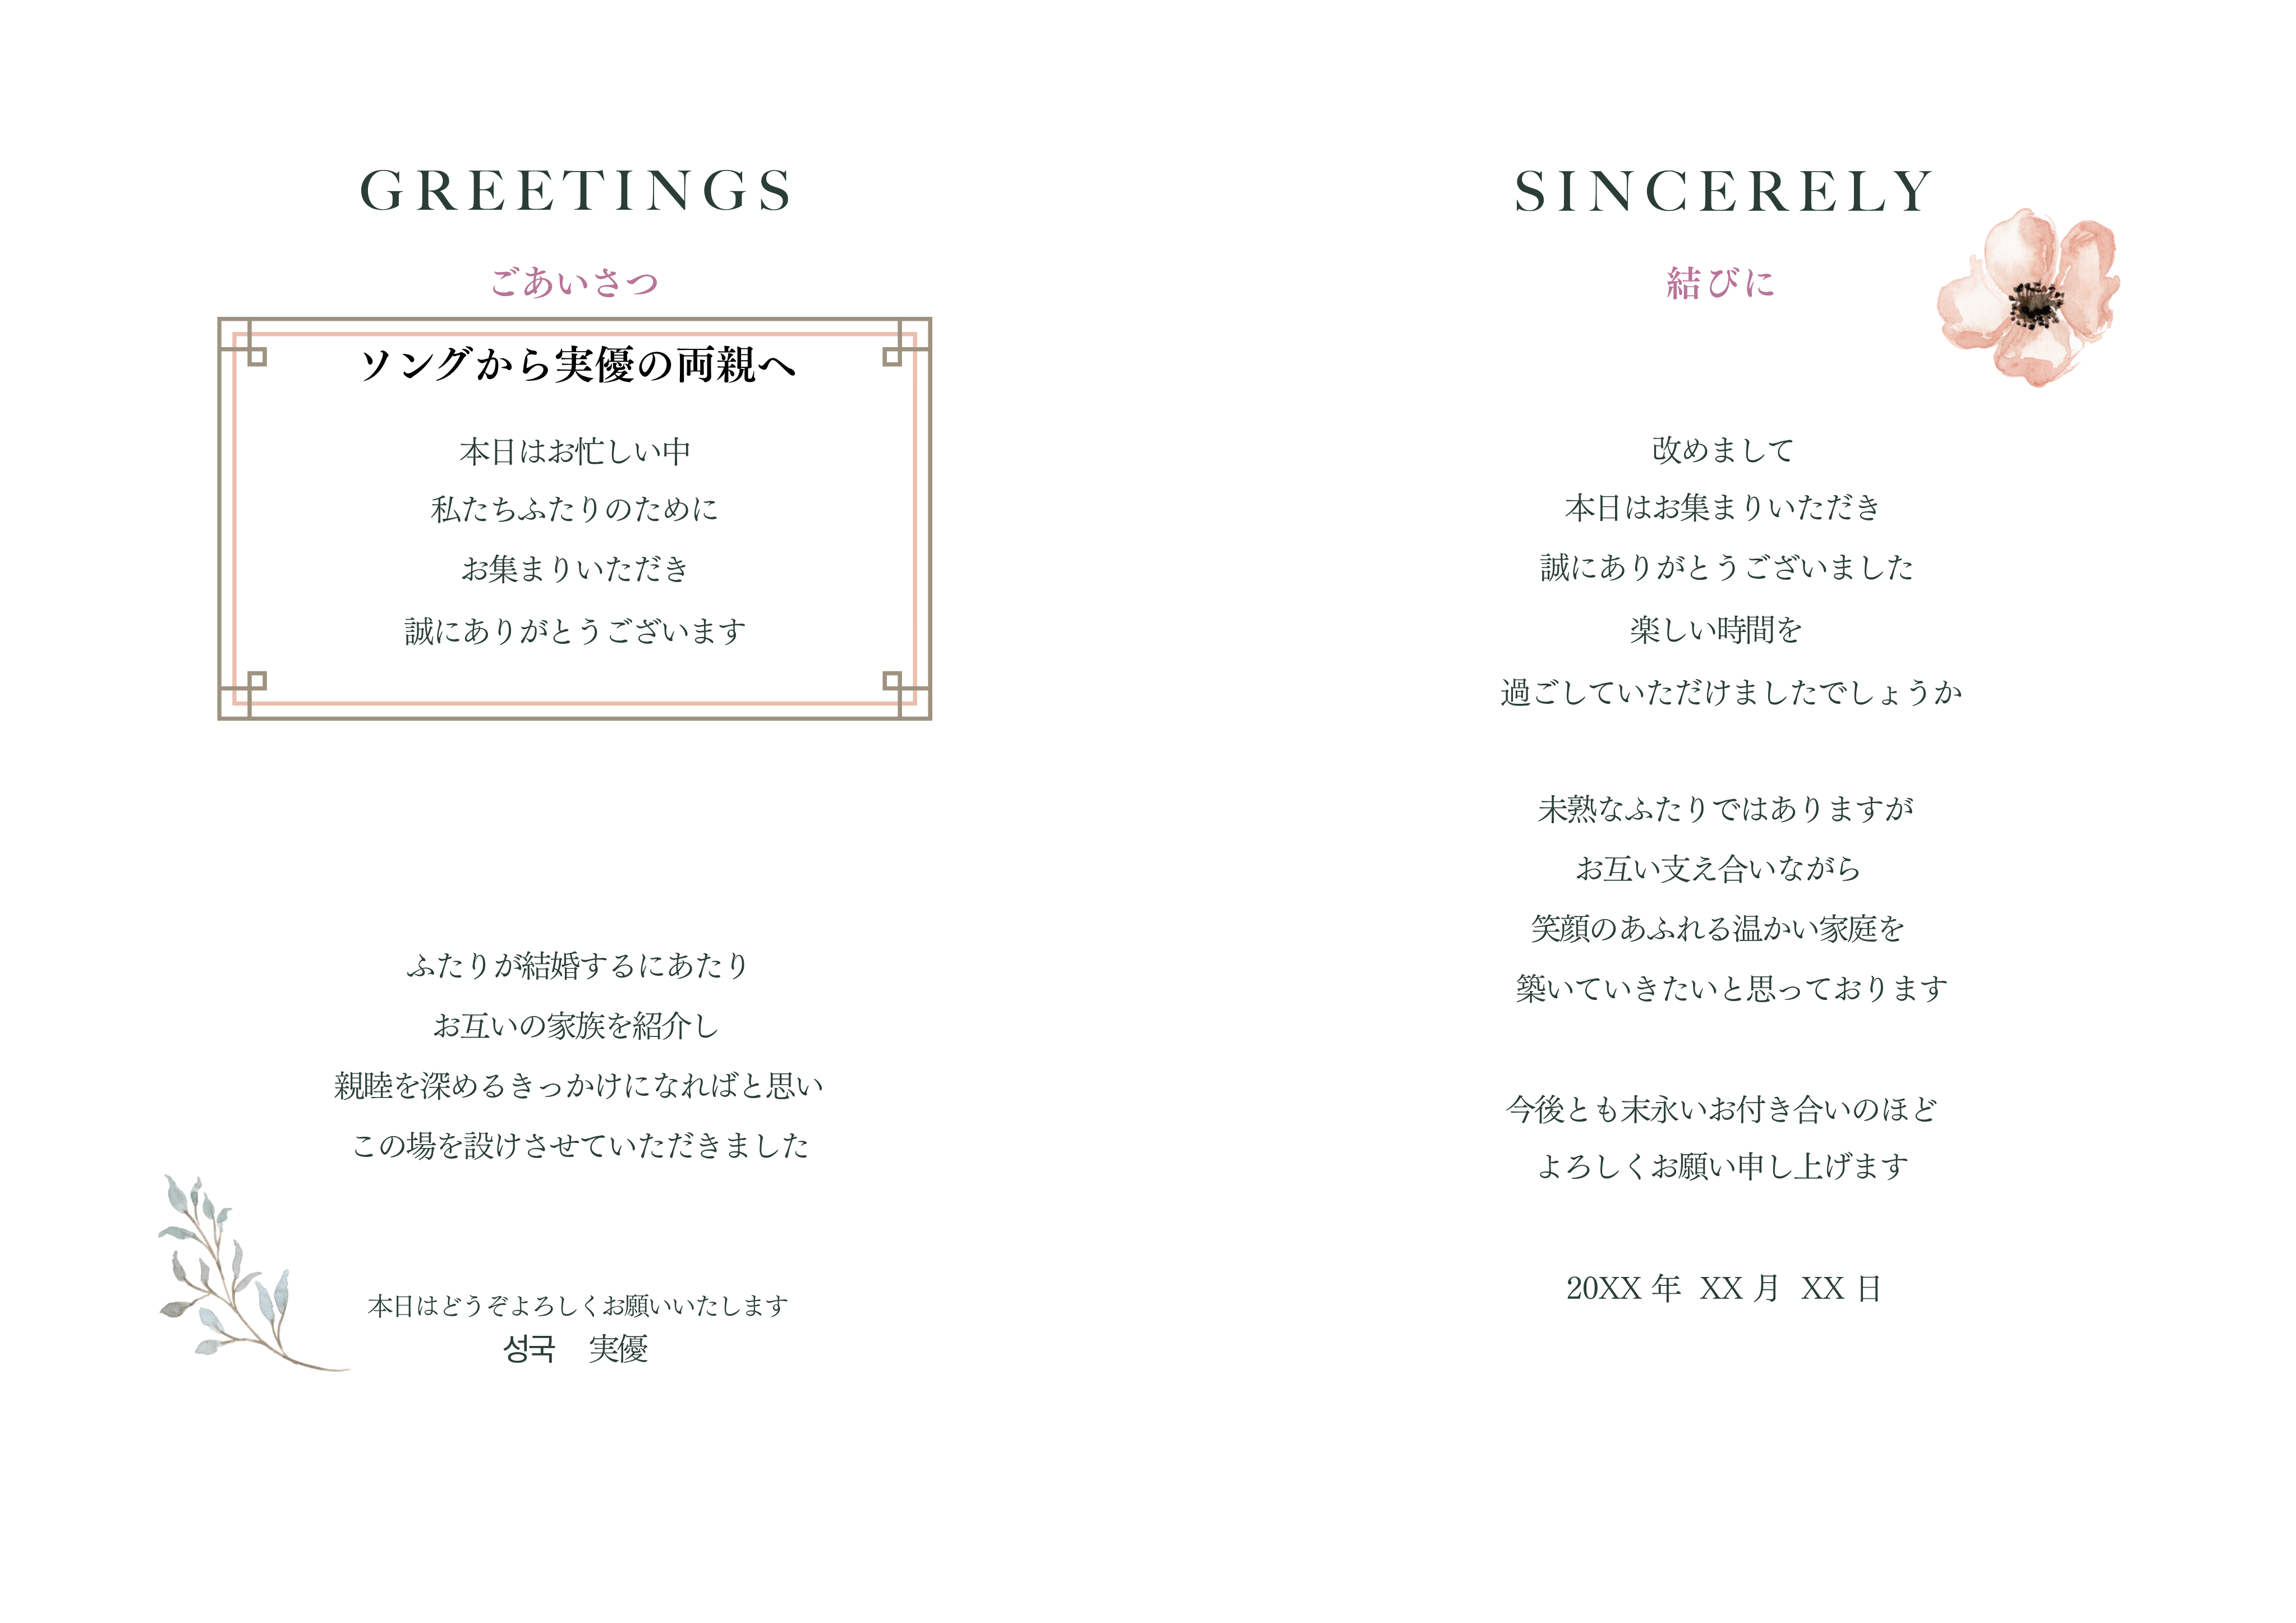 GREETINGS
ごあいさつ
ソングから実優の両親へ
本日はお忙しい中
私たちふたりのために
お集まりいただき
誠にありがとうございます
ふたりが結婚するにあたり
お互いの家族を紹介し
親睦を深めるきっかけになればと思い
この場を設けさせていただきました
本日はどうぞよろしくお願いいたします
성국 実優
SINCERELY
結びに
改めまして
本日はお集まりいただき
誠にありがとうございました
楽しい時間を
過ごしていただけましたでしょうか
未熟なふたりではありますが
お互い支え合いながら
笑顔のあふれる温かい家庭を
築いていきたいと思っております
今後とも末永いお付き合いのほど
よろしくお願い申し上げます
20XX 年 XX 月 XX 日